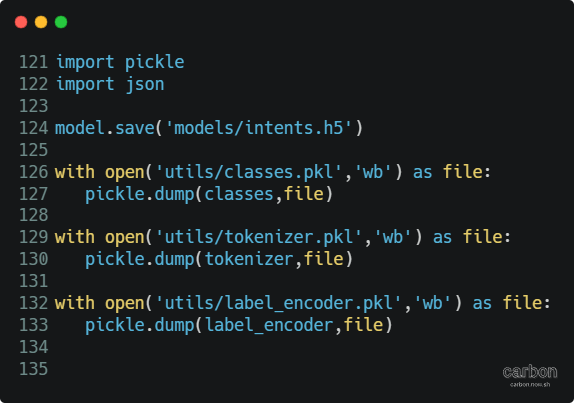 121 import pickle
122 import json
123
124 model.save('models/intents.h5')
125
126 with open('utils/classes.pkl','wb') as file:
127    pickle.dump(classes,file)
128
129 with open('utils/tokenizer.pkl','wb') as file:
130    pickle.dump(tokenizer,file)
131
132 with open('utils/label_encoder.pkl','wb') as file:
133    pickle.dump(label_encoder,file)
134
135
carbon
carbon.now.sh